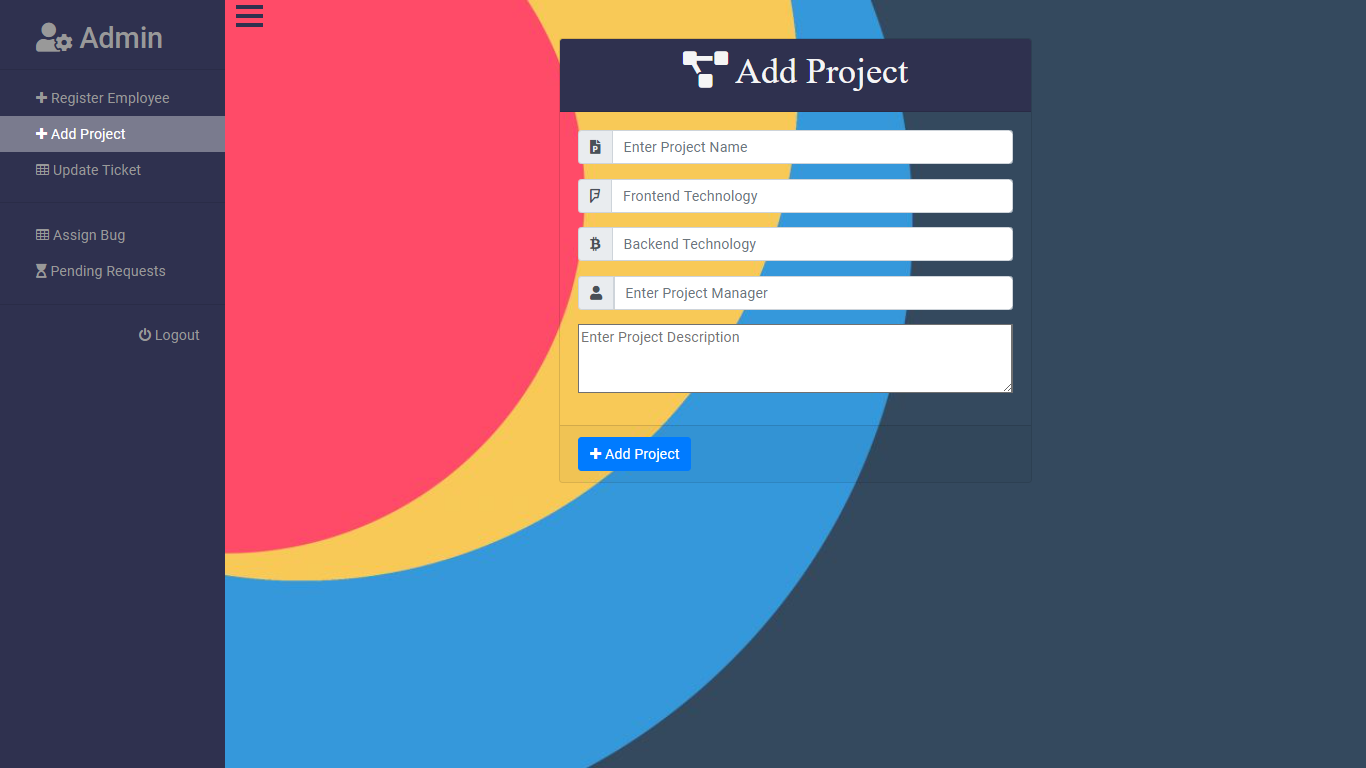 Admin
Register Employee
Add Project
Update Ticket
Assign Bug
Pending Requests
Logout
Add Project
Enter Project Name
Frontend Technology
Backend Technology
Enter Project Manager
Enter Project Description
Add Project